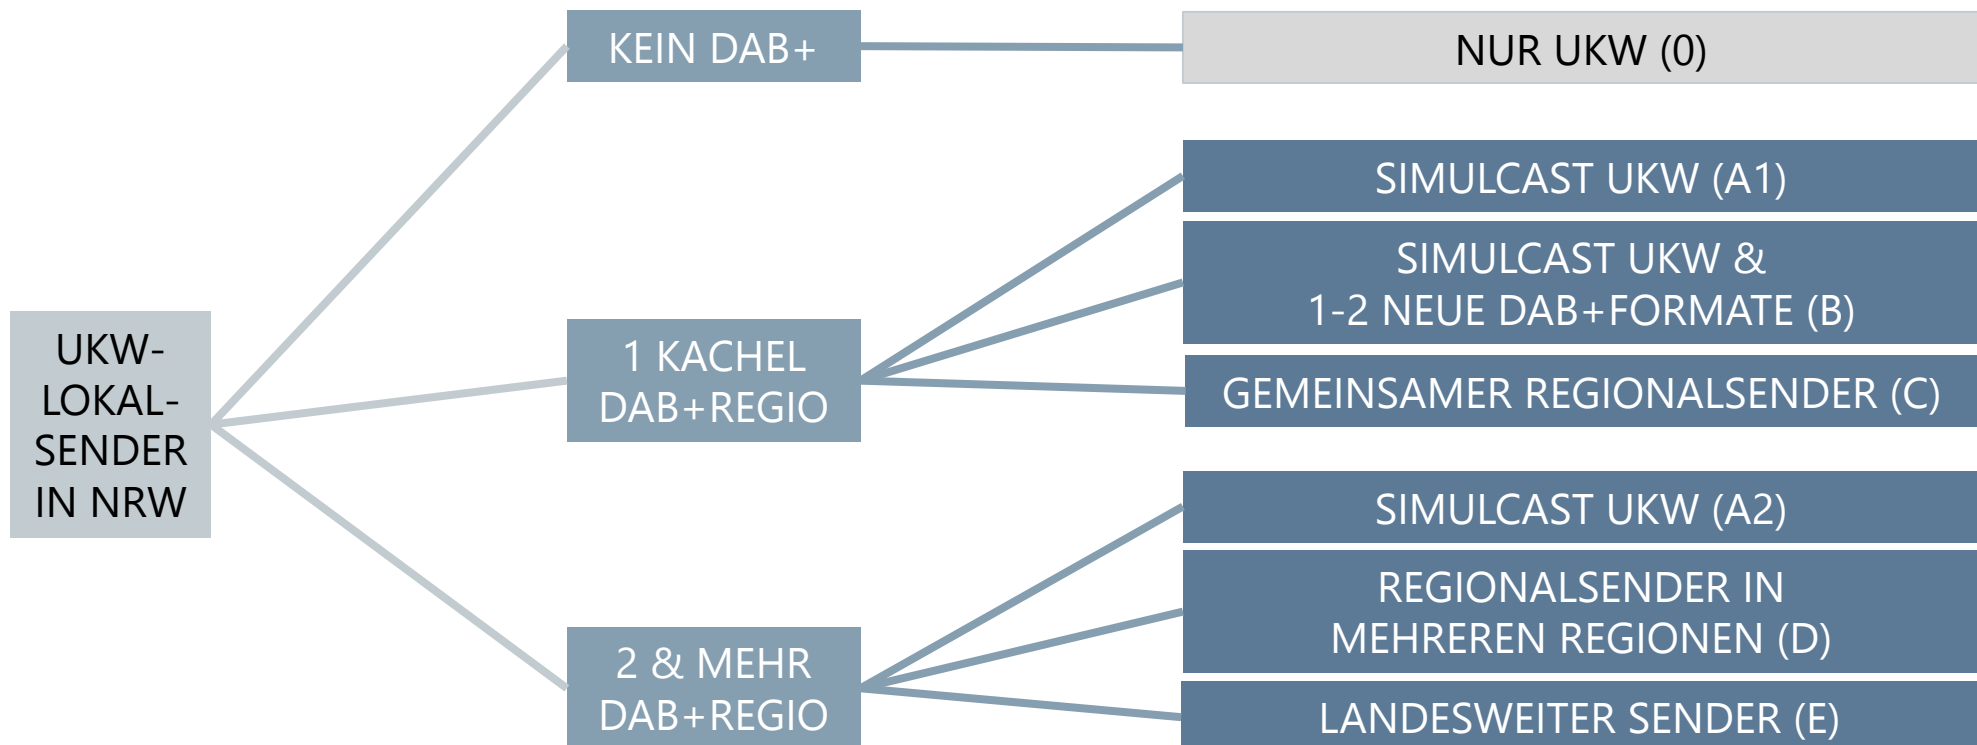 UKW-
LOKAL-
SENDER
IN NRW
KEIN DAB+
NUR UKW (0)
1 KACHEL
DAB+REGIO
SIMULCAST UKW (A1)
SIMULCAST UKW &
1-2 NEUE DAB+FORMATE (B)
GEMEINSAMER REGIONALSENDER (C)
2 & MEHR
DAB+REGIO
SIMULCAST UKW (A2)
REGIONALSENDER IN
MEHREREN REGIONEN (D)
LANDESWEITER SENDER (E)